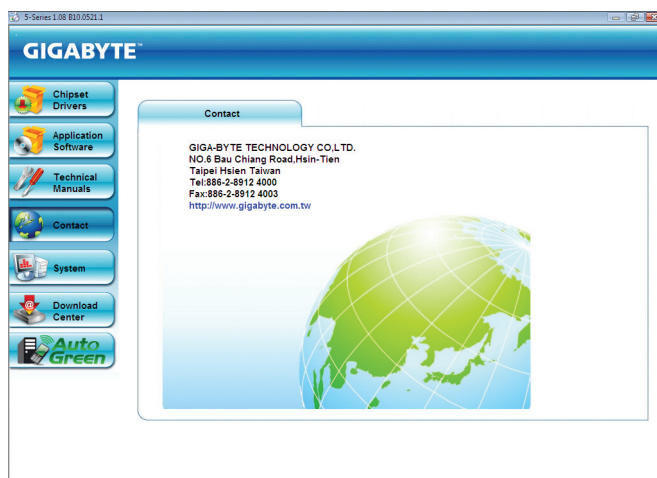 5-Series 1.08 B10.0521.1
GIGABYTE™
Chipset
Drivers
Application
Software
Technical
Manuals
Contact
System
Download
Center
Auto
Green
Contact
GIGA-BYTE TECHNOLOGY CO,LTD.
NO.6 Bau Chiang Road,Hsin-Tien
Taipei Hsien Taiwan
Tel:886-2-8912 4000
Fax:886-2-8912 4003
http://www.gigabyte.com.tw